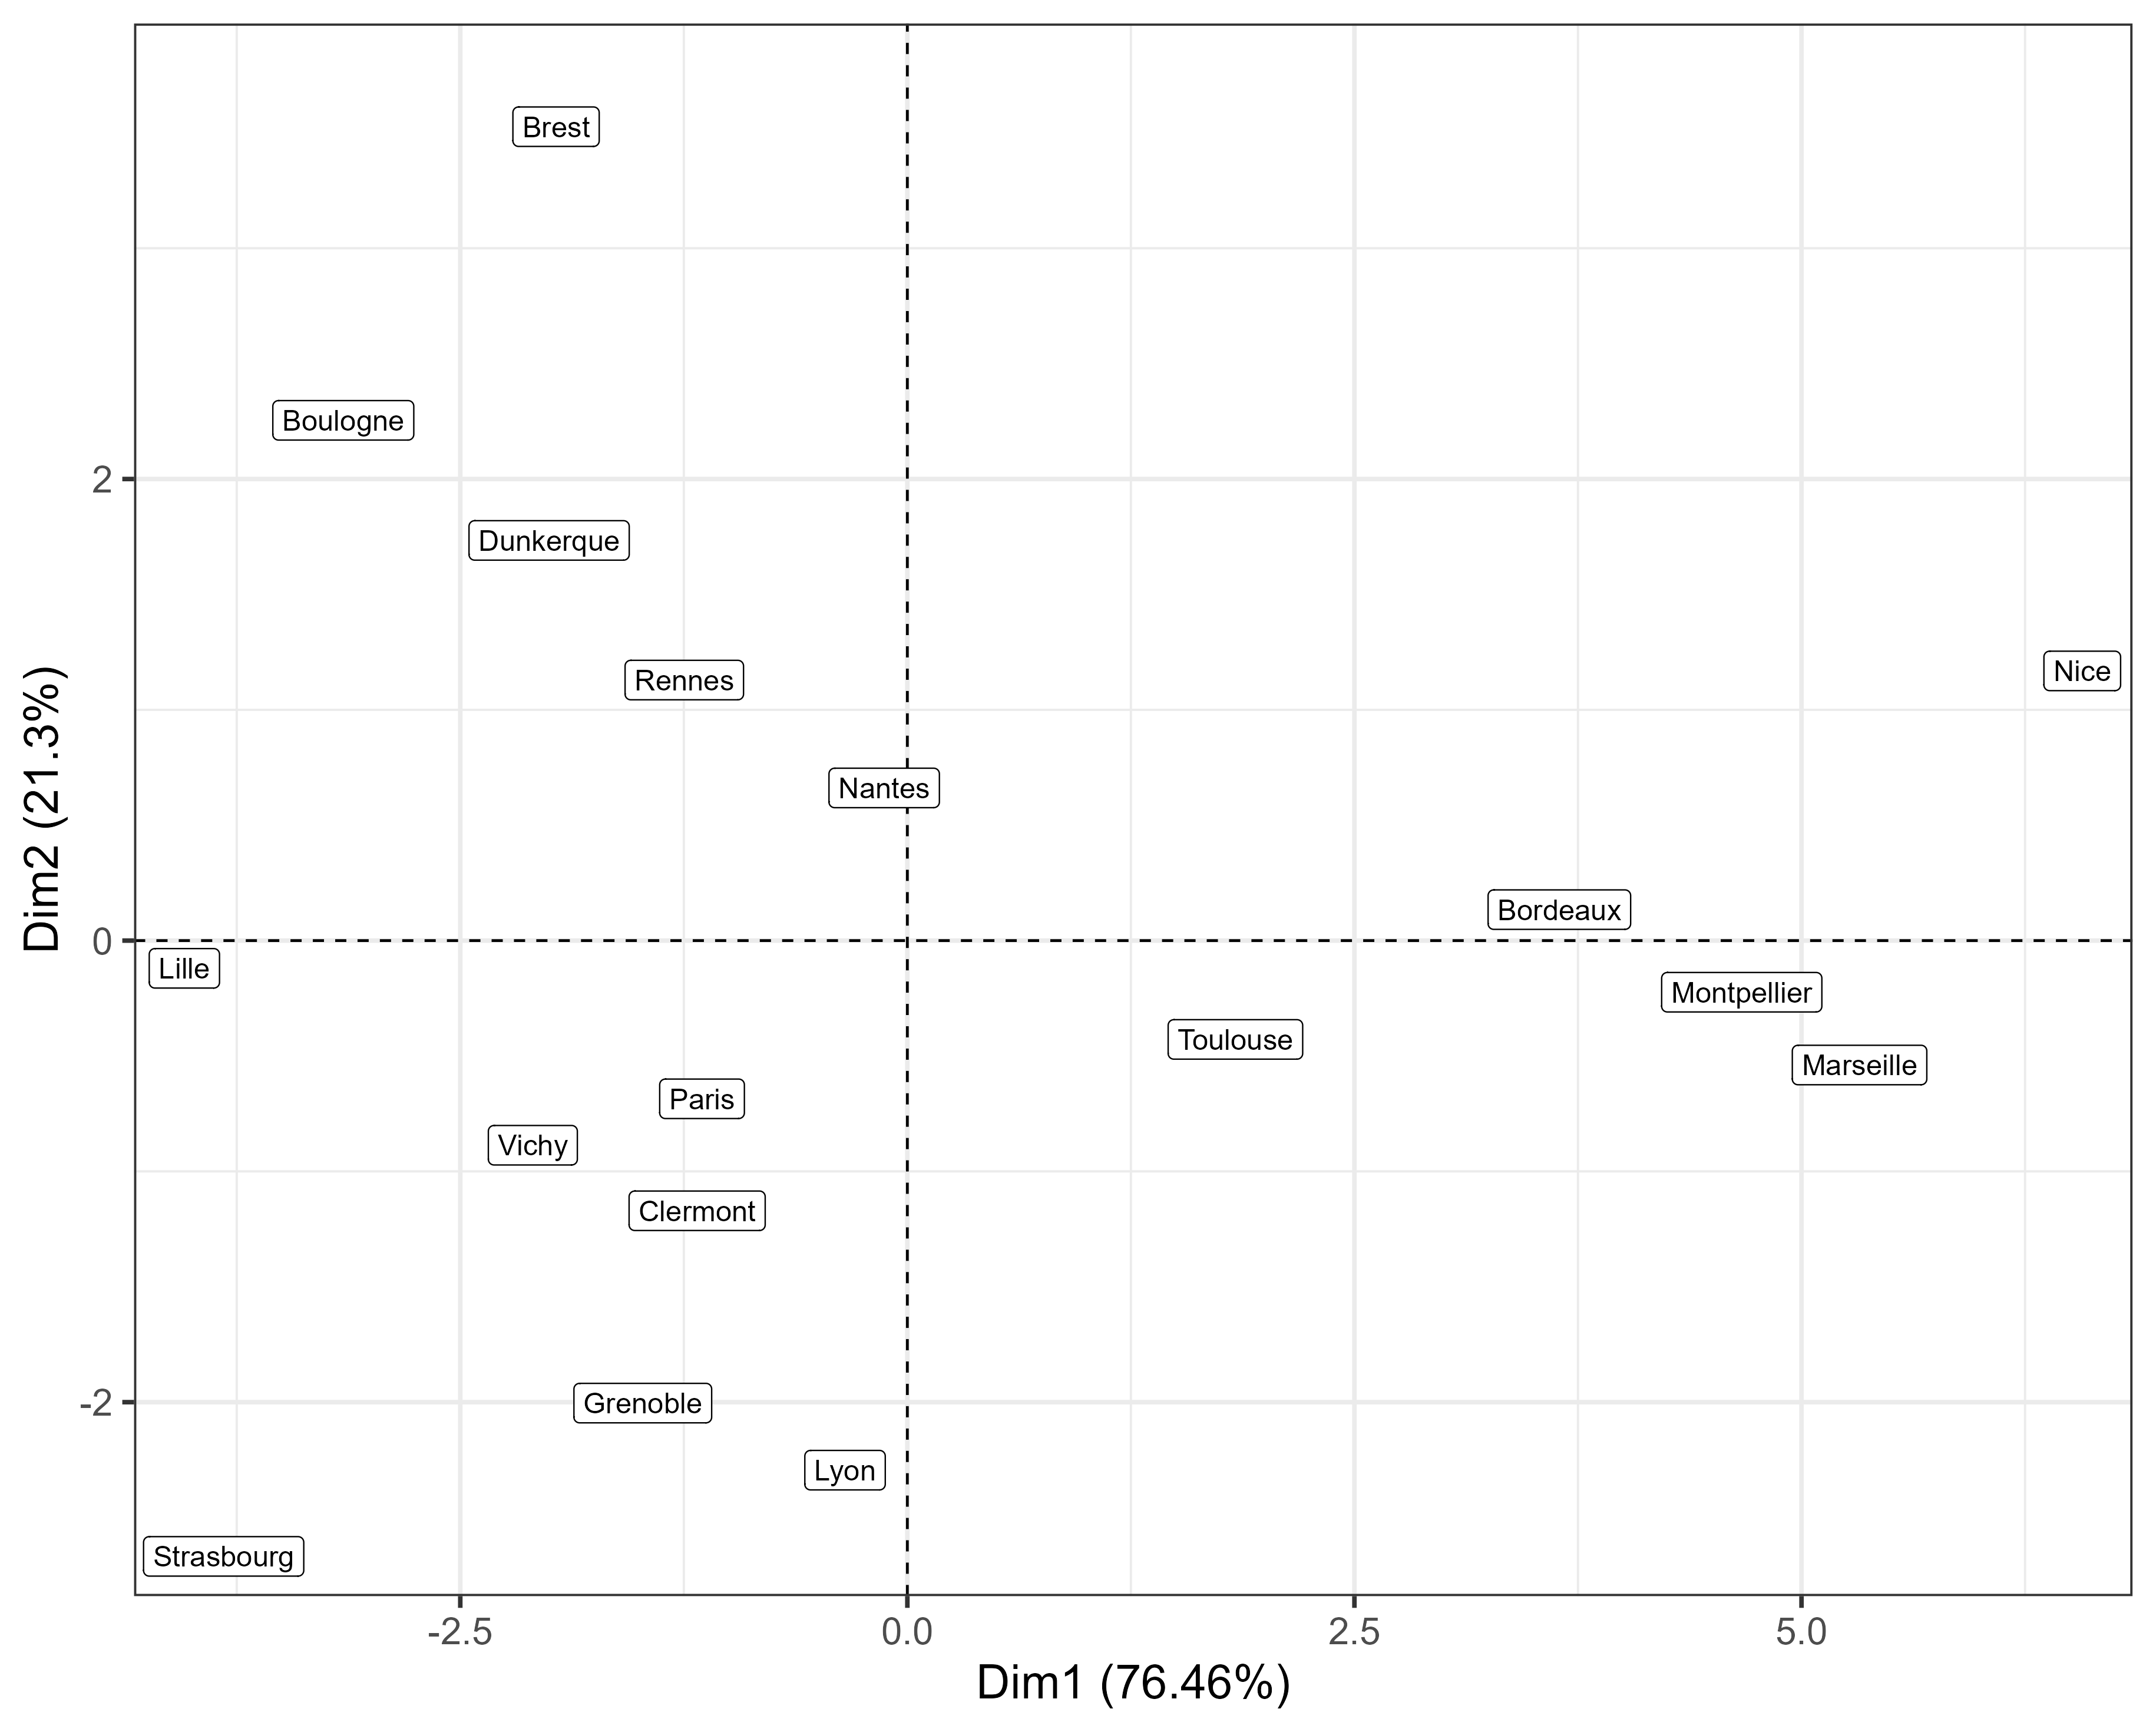 Brest
Boulogne
2
Dunkerque
Rennes
Nice
Nantes
Bordeaux
0
Lille
Montpellier
Toulouse
Marseille
Paris
Vichy
Clermont
-2
Grenoble
Lyon
Strasbourg
-2.5 0.0 2.5 5.0
Dim1 (76.46%)
Dim2 (21.3%)